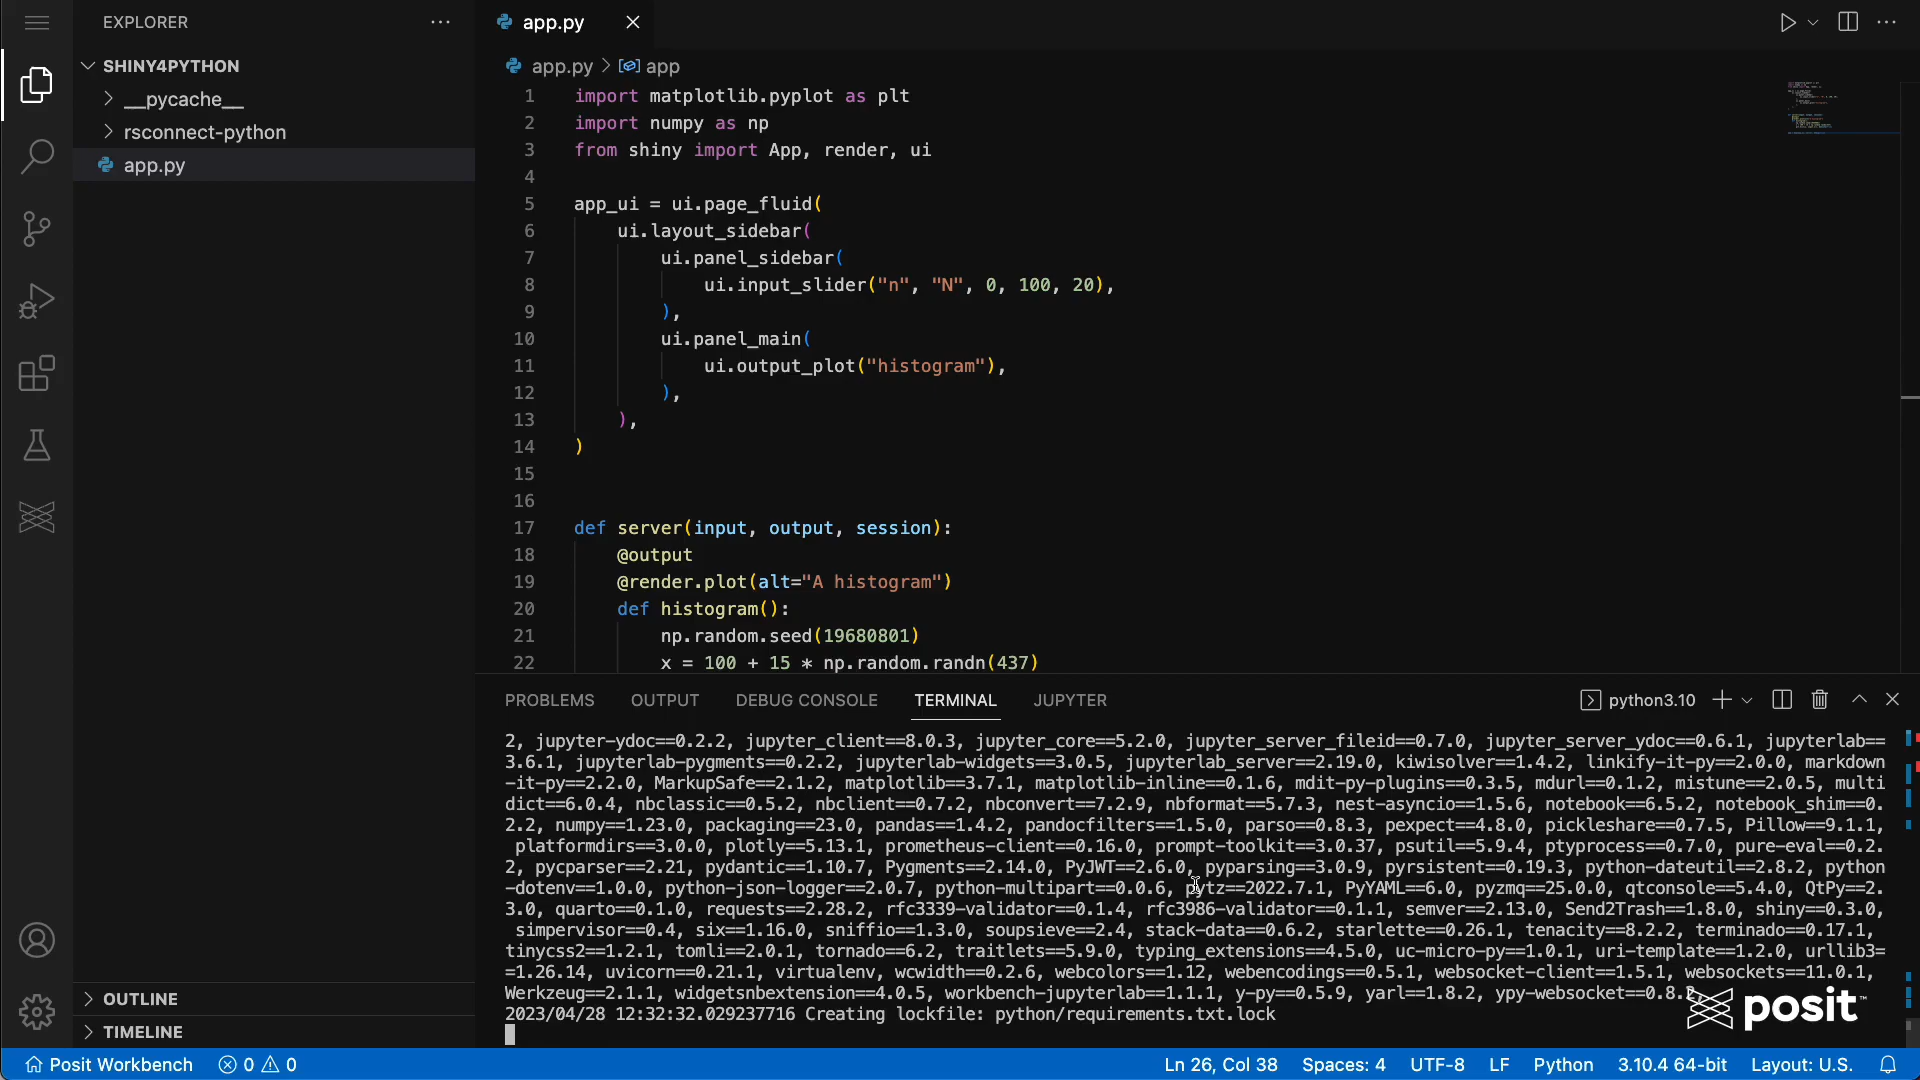 EXPLORER
SHINY4PYTHON
__pycache__
rsconnect-python
app.py
OUTLINE
TIMELINE
app.py
app.py > app
1 import matplotlib.pyplot as plt
2 import numpy as np
3 from shiny import App, render, ui
4
5 app_ui = ui.page_fluid(
6 ui.layout_sidebar(
7 ui.panel_sidebar(
8 ui.input_slider("n", "N", 0, 100, 20),
9 ),
10 ui.panel_main(
11 ui.output_plot("histogram"),
12 ),
13 ),
14 )
15
16
17 def server(input, output, session):
18 @output
19 @render.plot(alt="A histogram")
20 def histogram():
21 np.random.seed(19680801)
22 x = 100 + 15 * np.random.randn(437)
PROBLEMS OUTPUT DEBUG CONSOLE TERMINAL JUPYTER python3.10
2, jupyter-ydoc==0.2.2, jupyter_client==8.0.3, jupyter_core==5.2.0, jupyter_server_fileid==0.7.0, jupyter_server_ydoc==0.6.1, jupyterlab==
3.6.1, jupyterlab-pygments==0.2.2, jupyterlab-widgets==3.0.5, jupyterlab_server==2.19.0, kiwisolver==1.4.2, linkify-it-py==2.0.0, markdown
-it-py==2.2.0, MarkupSafe==2.1.2, matplotlib==3.7.1, matplotlib-inline==0.1.6, mdit-py-plugins==0.3.5, mdurl==0.1.2, mistune==2.0.5, multi
dict==6.0.4, nbclassic==0.5.2, nbclient==0.7.2, nbconvert==7.2.9, nbformat==5.7.3, nest-asyncio==1.5.6, notebook==6.5.2, notebook_shim==0.
2.2, numpy==1.23.0, packaging==23.0, pandas==1.4.2, pandocfilters==1.5.0, parso==0.8.3, pexpect==4.8.0, pickleshare==0.7.5, Pillow==9.1.1,
platformdirs==3.0.0, plotly==5.13.1, prometheus-client==0.16.0, prompt-toolkit==3.0.37, psutil==5.9.4, ptyprocess==0.7.0, pure-eval==0.2.
2, pycparser==2.21, pydantic==1.10.7, Pygments==2.14.0, PyJWT==2.6.0, pyparsing==3.0.9, pyrsistent==0.19.3, python-dateutil==2.8.2, python
-dotenv==1.0.0, python-json-logger==2.0.7, python-multipart==0.0.6, pytz==2022.7.1, PyYAML==6.0, pyzmq==25.0.0, qtconsole==5.4.0, QtPy==2.
3.0, quarto==0.1.0, requests==2.28.2, rfc3339-validator==0.1.4, rfc3986-validator==0.1.1, semver==2.13.0, Send2Trash==1.8.0, shiny==0.3.0,
simpervisor==0.4, six==1.16.0, sniffio==1.3.0, soupsieve==2.4, stack-data==0.6.2, starlette==0.26.1, tenacity==8.2.2, terminado==0.17.1,
tinycss2==1.2.1, tomli==2.0.1, tornado==6.2, traitlets==5.9.0, typing_extensions==4.5.0, uc-micro-py==1.0.1, uri-template==1.2.0, urllib3=
=1.26.14, uvicorn==0.21.1, virtualenv, wcwidth==0.2.6, webcolors==1.12, webencodings==0.5.1, websocket-client==1.5.1, websockets==11.0.1,
Werkzeug==2.1.1, widgetsnbextension==4.0.5, workbench-jupyterlab==1.1.1, y-py==0.5.9, yarl==1.8.2, ypy-websocket==0.8.2
2023/04/28 12:32:32.029237716 Creating lockfile: python/requirements.txt.lock
posit™
Posit Workbench 0 0 Ln 26, Col 38 Spaces: 4 UTF-8 LF Python 3.10.4 64-bit Layout: U.S.